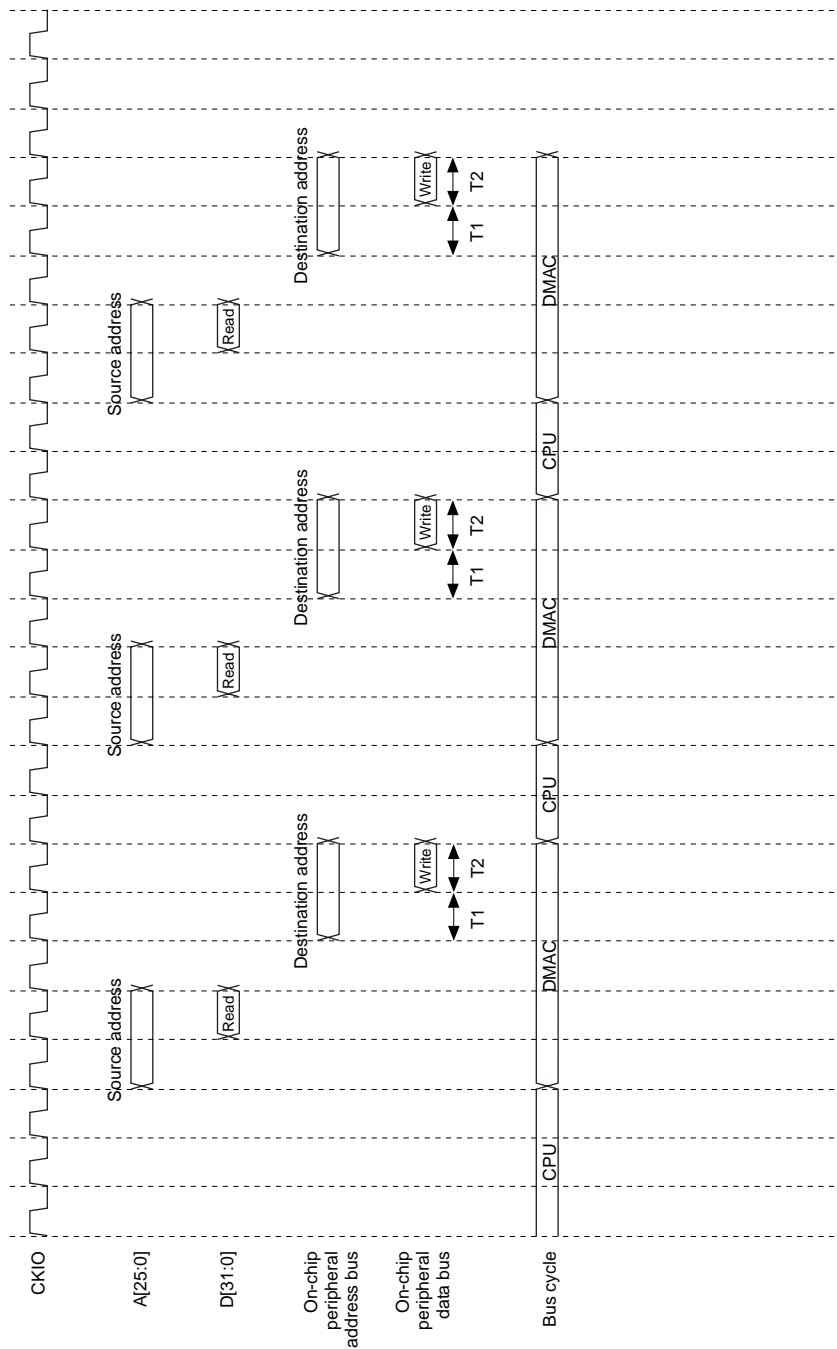 CKIO
A[25:0]
Source address
Source address
Source address
D[31:0]
Read
Read
Read
On-chip
peripheral
address bus
Destination address
Destination address
Destination address
On-chip
peripheral
data bus
Write
Write
Write
T1
T2
T1
T2
T1
T2
Bus cycle
CPU
DMAC
CPU
DMAC
CPU
DMAC